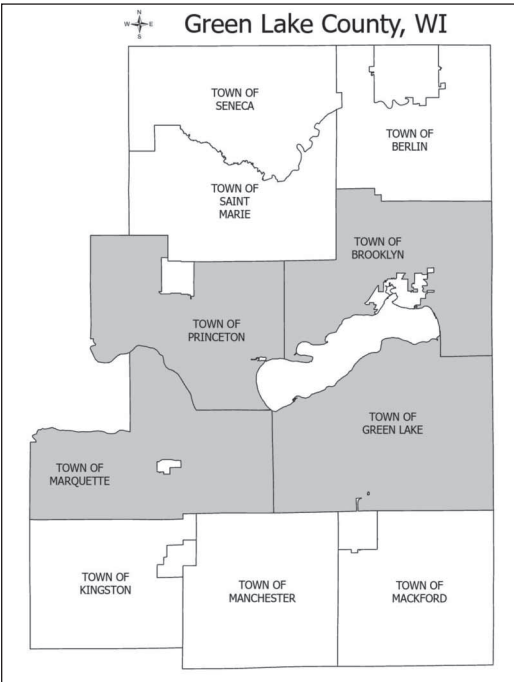 N
W E
S
Green Lake County, WI
TOWN OF
SENECA
TOWN OF
BERLIN
TOWN OF
SAINT
MARIE
TOWN OF
BROOKLYN
TOWN OF
PRINCETON
TOWN OF
GREEN LAKE
TOWN OF
MARQUETTE
TOWN OF
KINGSTON
TOWN OF
MANCHESTER
TOWN OF
MACKFORD